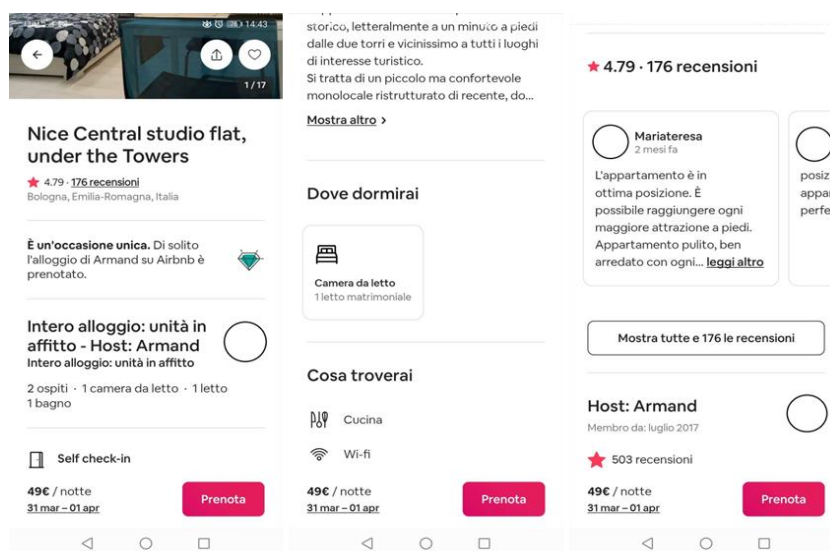 14:43
1 / 17
Nice Central studio flat,
under the Towers
4.79 · 176 recensioni
Bologna, Emilia-Romagna, Italia
È un'occasione unica. Di solito
l'alloggio di Armand su Airbnb è
prenotato.
Intero alloggio: unità in
affitto - Host: Armand
Intero alloggio: unità in affitto
2 ospiti · 1 camera da letto · 1 letto
1 bagno
Self check-in
49€ / notte
31 mar – 01 apr
Prenota
storico, letteralmente a un minuto a piedi
dalle due torri e vicinissimo a tutti i luoghi
di interesse turistico.
Si tratta di un piccolo ma confortevole
monolocale ristrutturato di recente, do...
Mostra altro >
Dove dormirai
Camera da letto
1 letto matrimoniale
Cosa troverai
Cucina
Wi-fi
49€ / notte
31 mar – 01 apr
Prenota
4.79 · 176 recensioni
Mariateresa
2 mesi fa
L'appartamento è in
ottima posizione. È
possibile raggiungere ogni
maggiore attrazione a piedi.
Appartamento pulito, ben
arredato con ogni... leggi altro
posiz
appar
perfe
Mostra tutte e 176 le recensioni
Host: Armand
Membro da: luglio 2017
503 recensioni
49€ / notte
31 mar – 01 apr
Prenota